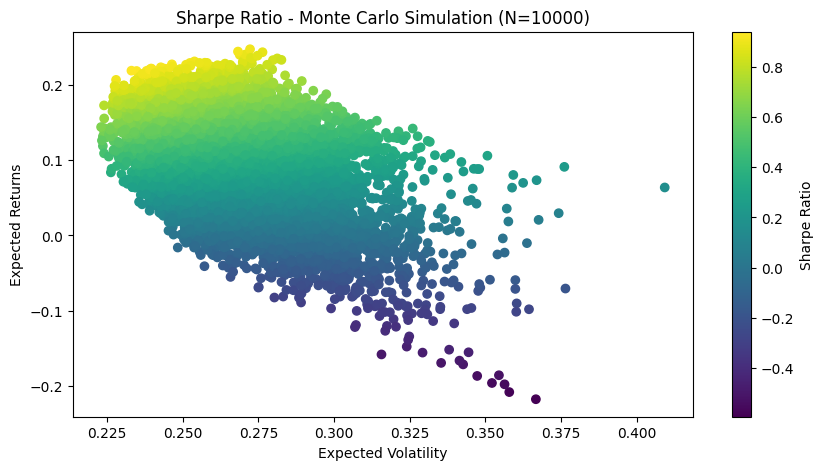 Sharpe Ratio - Monte Carlo Simulation (N=10000)
Expected Returns
0.2
0.1
0.0
−0.1
−0.2
0.225 0.250 0.275 0.300 0.325 0.350 0.375 0.400
Expected Volatility
0.8
0.6
0.4
0.2
0.0
−0.2
−0.4
Sharpe Ratio